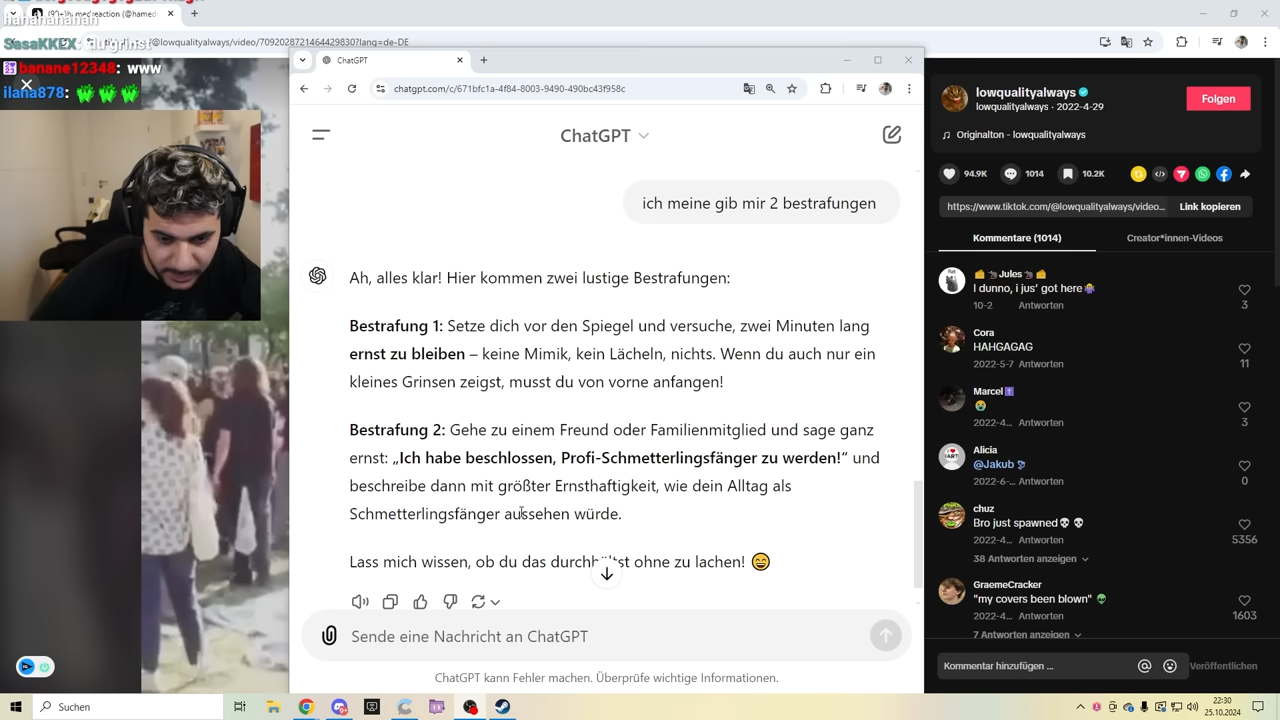 hahahahahah
(90+) humed reaction (@hamed
SasaKKEX: du grinst
@lowqualityalways/video/7092028721464429830?lang=de-DE
banane12348: www
ilaha878:
ChatGPT
chatgpt.com/c/671bfc1a-4f84-8003-9490-490bc43f958c
ChatGPT
ich meine gib mir 2 bestrafungen
Ah, alles klar! Hier kommen zwei lustige Bestrafungen:
Bestrafung 1: Setze dich vor den Spiegel und versuche, zwei Minuten lang
ernst zu bleiben – keine Mimik, kein Lächeln, nichts. Wenn du auch nur ein
kleines Grinsen zeigst, musst du von vorne anfangen!
Bestrafung 2: Gehe zu einem Freund oder Familienmitglied und sage ganz
ernst: „Ich habe beschlossen, Profi-Schmetterlingsfänger zu werden!“ und
beschreibe dann mit größter Ernsthaftigkeit, wie dein Alltag als
Schmetterlingsfänger aussehen würde.
Lass mich wissen, ob du das durchhältst ohne zu lachen! 😄
Sende eine Nachricht an ChatGPT
ChatGPT kann Fehler machen. Überprüfe wichtige Informationen.
lowqualityalways
lowqualityalways · 2022-4-29
Folgen
Originalton - lowqualityalways
94.9K 1014 10.2K
https://www.tiktok.com/@lowqualityalways/video... Link kopieren
Kommentare (1014) Creator*innen-Videos
🧀🐀Jules🐀🧀
I dunno, i jus' got here🤷‍♀️
10-2 Antworten 3
Cora
HAHGAGAG
2022-5-7 Antworten 11
Marcel
😭
2022-4... Antworten 3
Alicia
@Jakub
2022-6-... Antworten 0
chuz
Bro just spawned💀💀
2022-4... Antworten 5356
38 Antworten anzeigen
GraemeCracker
"my covers been blown" 👽
2022-4... Antworten 1603
7 Antworten anzeigen
Kommentar hinzufügen ... Veröffentlichen
Suchen
22:30
25.10.2024